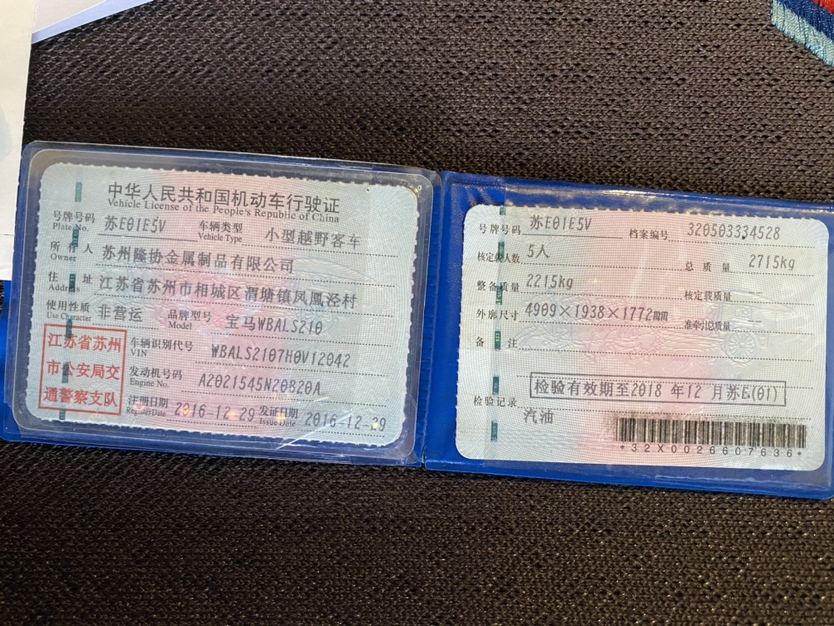 中华人民共和国机动车行驶证
Vehicle License of the People's Republic of China
号牌号码 苏E01E5V 车辆类型 小型越野客车
Plate No. Vehicle Type
所有人 苏州隆协金属制品有限公司
Owner
住址 江苏省苏州市相城区渭塘镇凤凰泾村
Address
使用性质 非营运 品牌型号 宝马WBALS210
Use Character Model
江苏省苏州
市公安局交
通警察支队
车辆识别代号 WBALS2107H0V12042
VIN
发动机号码 A2021545N20B20A
Engine No.
注册日期 2016-12-29 发证日期 2016-12-29
Register Date Issue Date
号牌号码 苏E01E5V 档案编号 320503334528
核定载人数 5人 总质量 2715kg
整备质量 2215kg 核定载质量
外廓尺寸 4909×1938×1772mm 准牵引总质量
备注
检验有效期至2018 年12 月苏E(01)
检验记录
汽油
*32X0026607636*